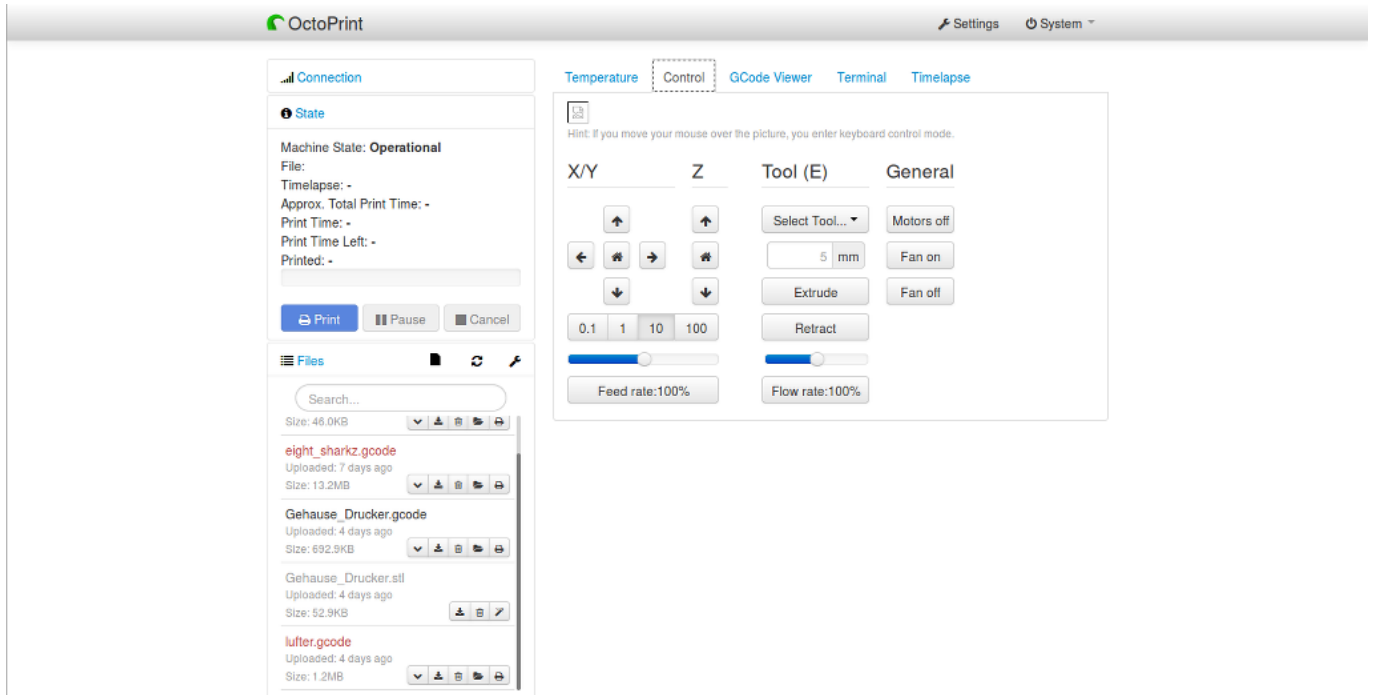 OctoPrint
Settings
System
Connection
State
Machine State: Operational
File:
Timelapse: -
Approx. Total Print Time: -
Print Time: -
Print Time Left: -
Printed: -
Print
Pause
Cancel
Files
Search...
Size: 46.0KB
eight_sharkz.gcode
Uploaded: 7 days ago
Size: 13.2MB
Gehause_Drucker.gcode
Uploaded: 4 days ago
Size: 692.9KB
Gehause_Drucker.stl
Uploaded: 4 days ago
Size: 52.9KB
lufter.gcode
Uploaded: 4 days ago
Size: 1.2MB
Temperature
Control
GCode Viewer
Terminal
Timelapse
Hint: If you move your mouse over the picture, you enter keyboard control mode.
X/Y
Z
Tool (E)
General
Select Tool...
Motors off
5 mm
Fan on
Extrude
Fan off
0.1 1 10 100
Retract
Feed rate:100%
Flow rate:100%